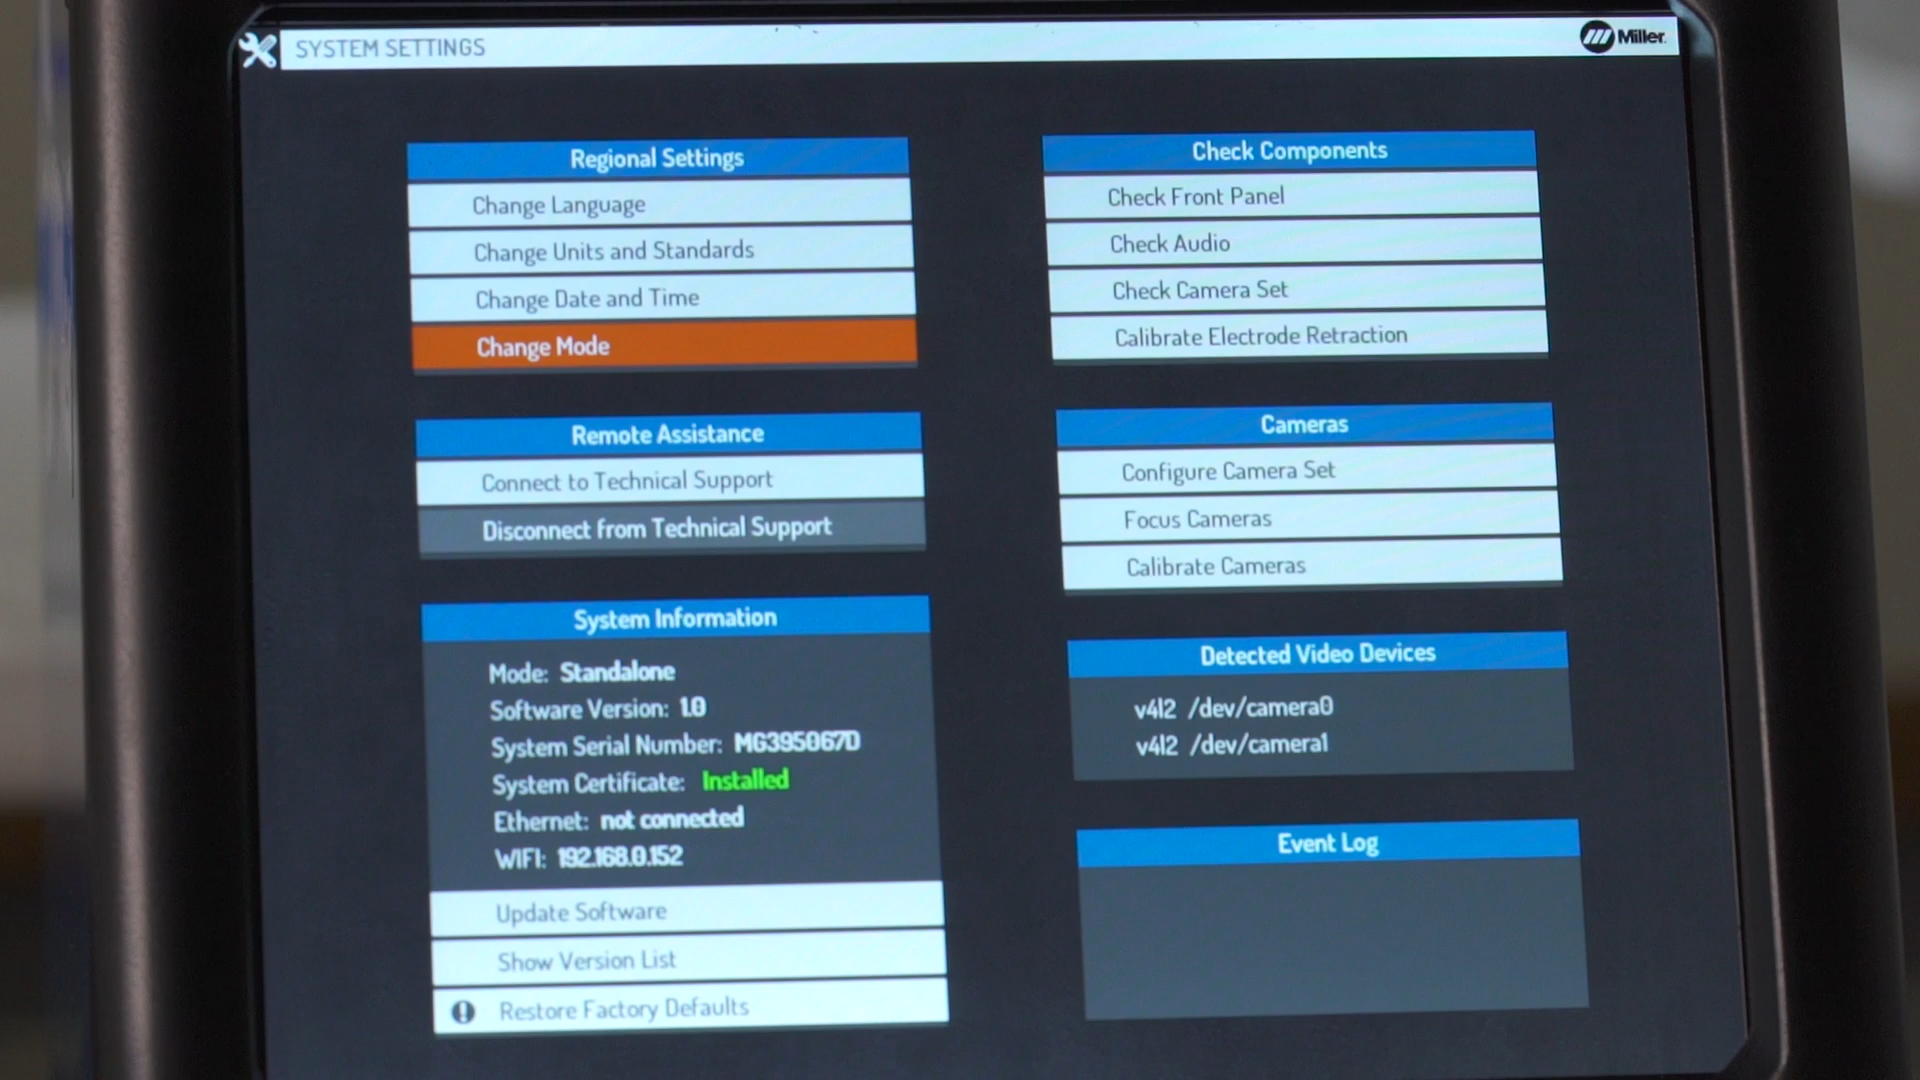 SYSTEM SETTINGS
Miller.
Regional Settings
Change Language
Change Units and Standards
Change Date and Time
Change Mode
Remote Assistance
Connect to Technical Support
Disconnect from Technical Support
System Information
Mode: Standalone
Software Version: 1.0
System Serial Number: MG395067D
System Certificate: Installed
Ethernet: not connected
WIFI: 192.168.0.152
Update Software
Show Version List
Restore Factory Defaults
Check Components
Check Front Panel
Check Audio
Check Camera Set
Calibrate Electrode Retraction
Cameras
Configure Camera Set
Focus Cameras
Calibrate Cameras
Detected Video Devices
v4l2 /dev/camera0
v4l2 /dev/camera1
Event Log